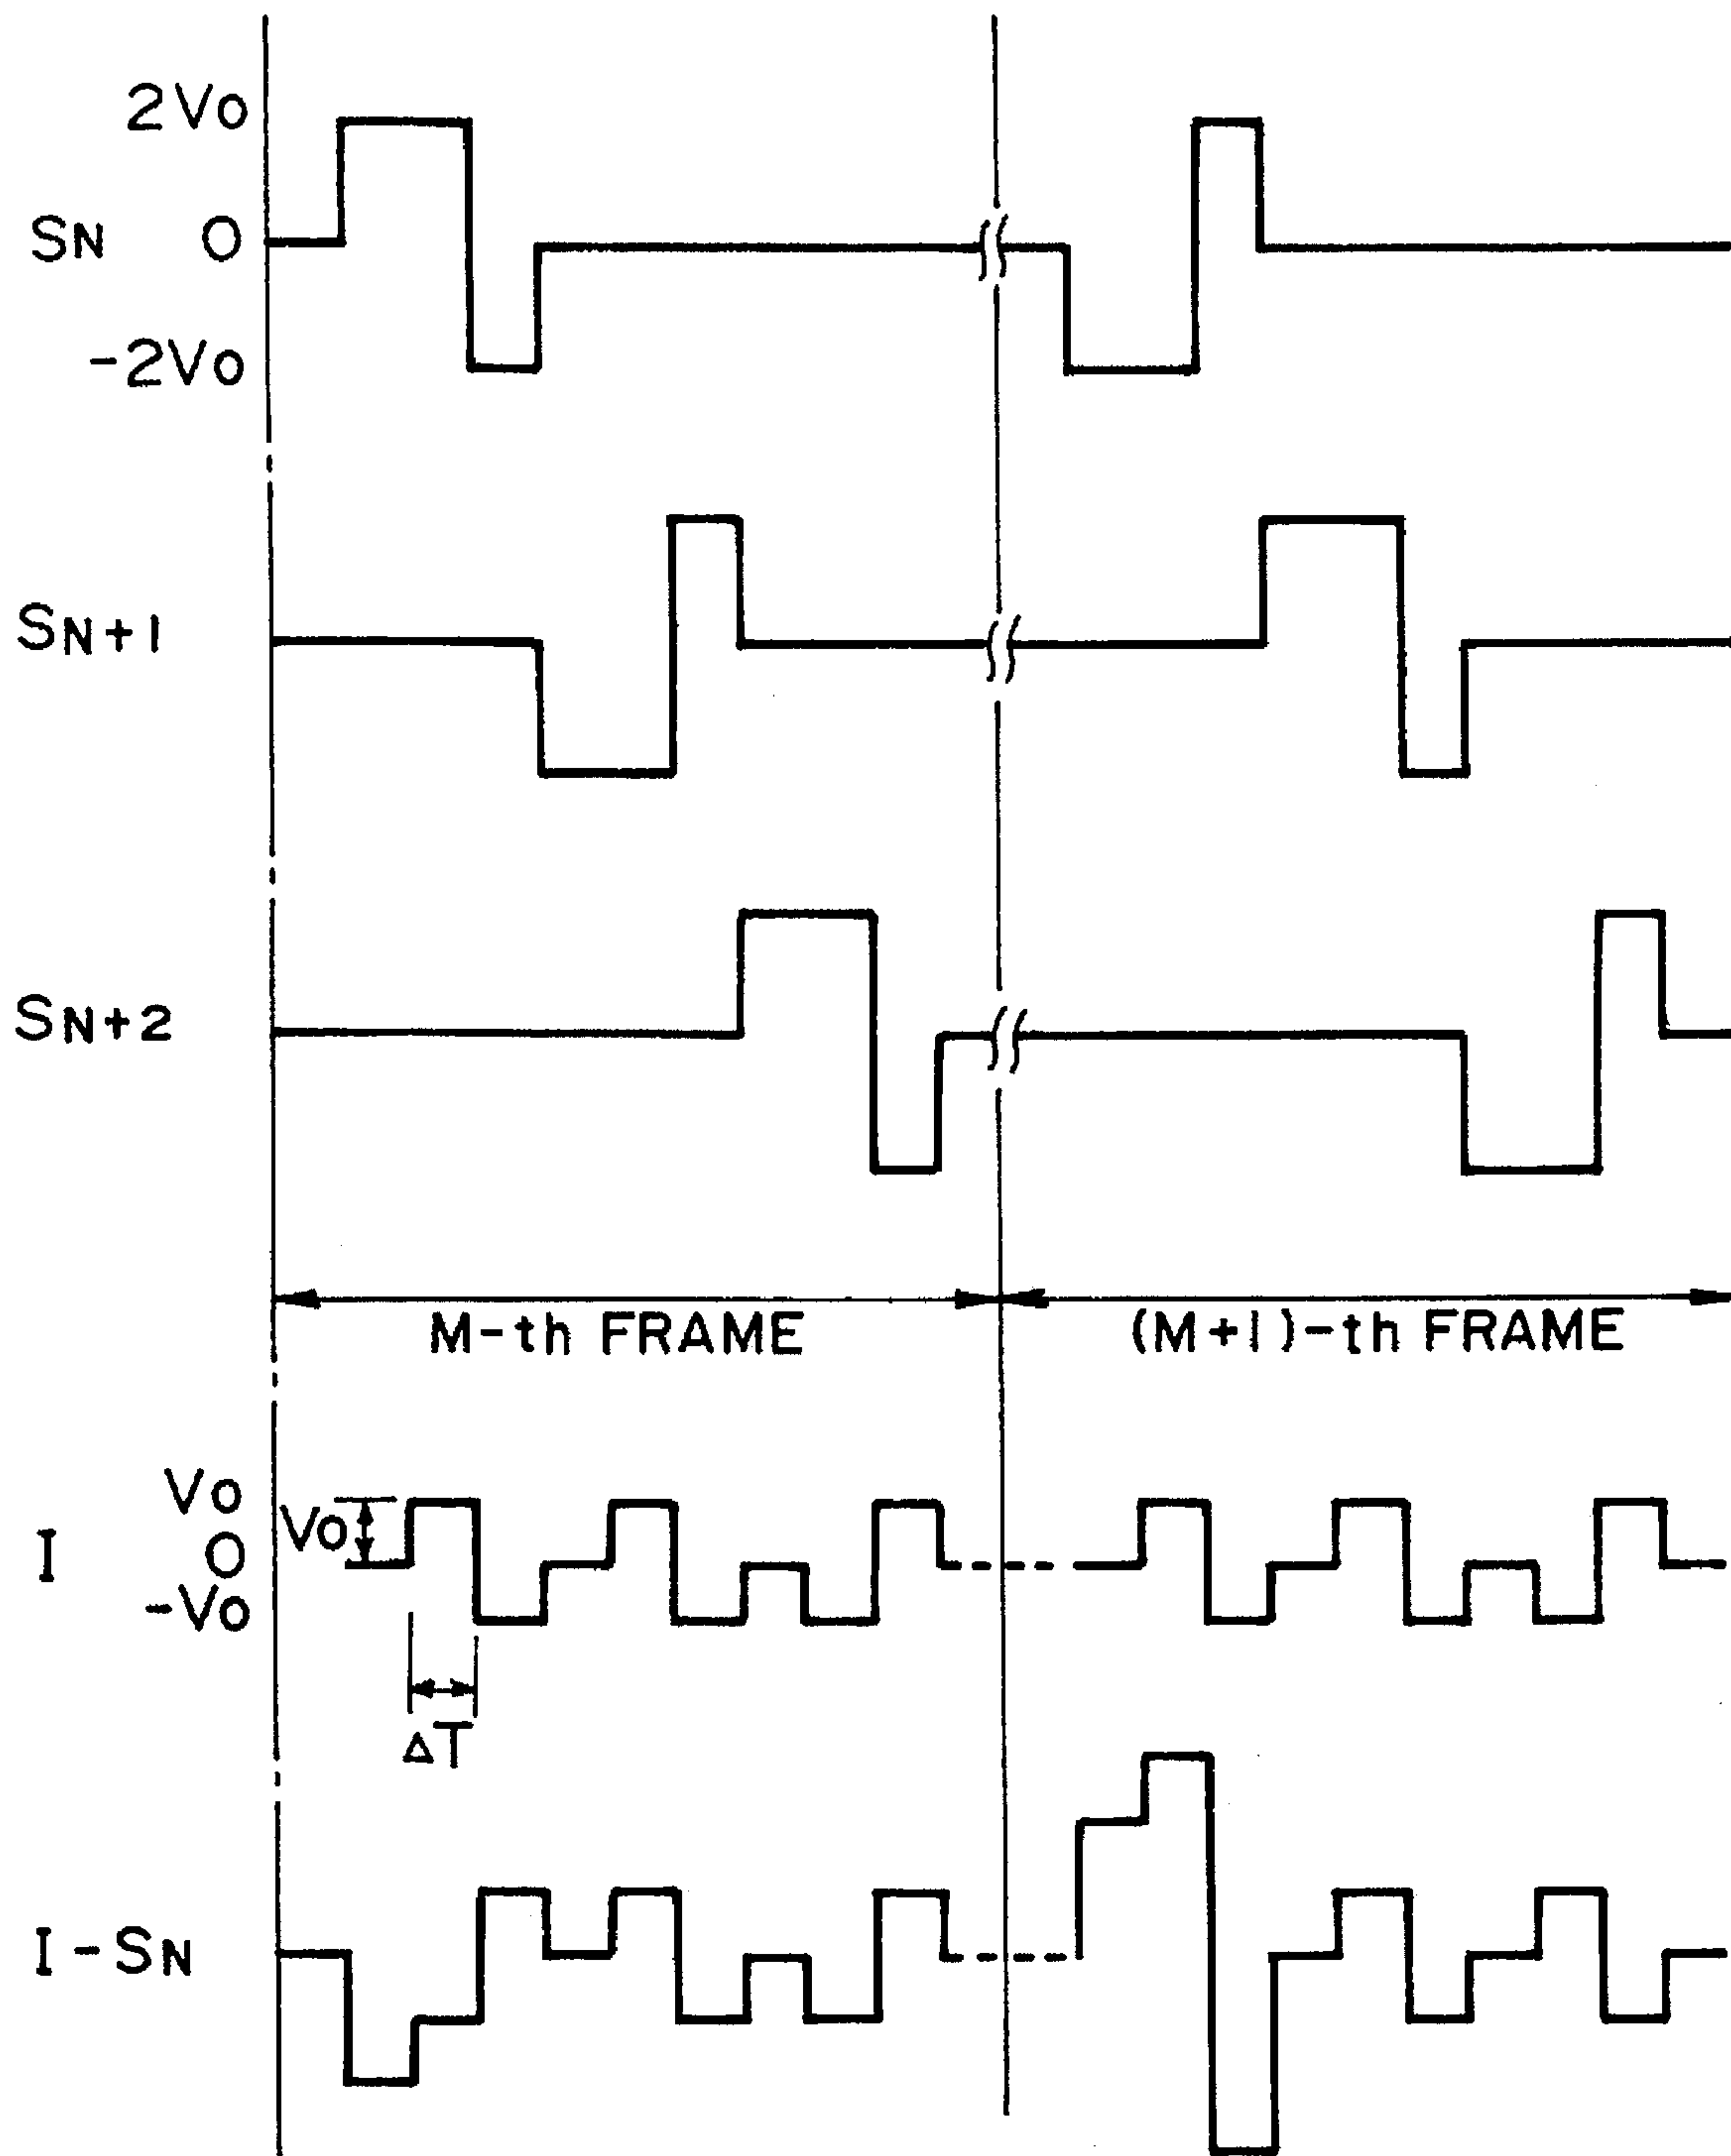 2Vo
SN 0
-2Vo
SN+1
SN+2
M-th FRAME
(M+1)-th FRAME
Vo
Vo
I 0
-Vo
ΔT
I-SN